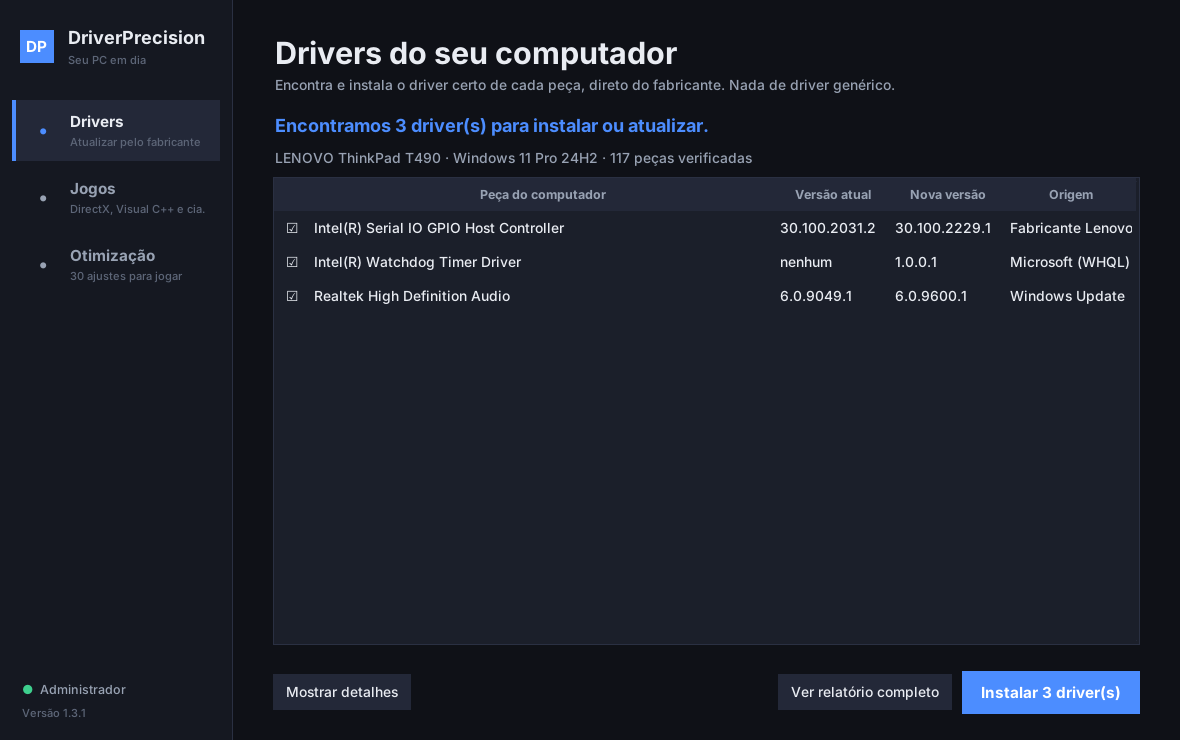 DP
DriverPrecision
Seu PC em dia
Drivers
Atualizar pelo fabricante
Jogos
DirectX, Visual C++ e cia.
Otimização
30 ajustes para jogar
Administrador
Versão 1.3.1
Drivers do seu computador
Encontra e instala o driver certo de cada peça, direto do fabricante. Nada de driver genérico.
Encontramos 3 driver(s) para instalar ou atualizar.
LENOVO ThinkPad T490 · Windows 11 Pro 24H2 · 117 peças verificadas
Peça do computador Versão atual Nova versão Origem
☑ Intel(R) Serial IO GPIO Host Controller 30.100.2031.2 30.100.2229.1 Fabricante Lenovo
☑ Intel(R) Watchdog Timer Driver nenhum 1.0.0.1 Microsoft (WHQL)
☑ Realtek High Definition Audio 6.0.9049.1 6.0.9600.1 Windows Update
Mostrar detalhes Ver relatório completo Instalar 3 driver(s)